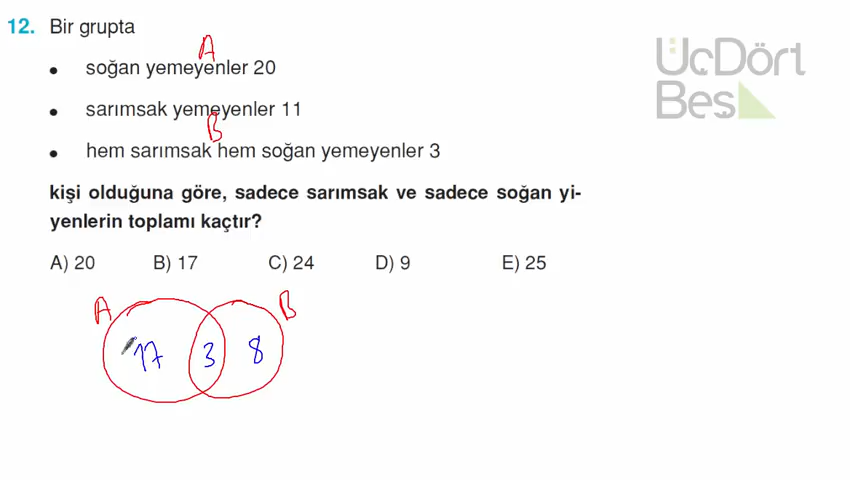 12. Bir grupta
A
• soğan yemeyenler 20
• sarımsak yemeyenler 11
B
• hem sarımsak hem soğan yemeyenler 3
kişi olduğuna göre, sadece sarımsak ve sadece soğan yi-
yenlerin toplamı kaçtır?
A) 20 B) 17 C) 24 D) 9 E) 25
A B
17 3 8
ÜçDört
Beş